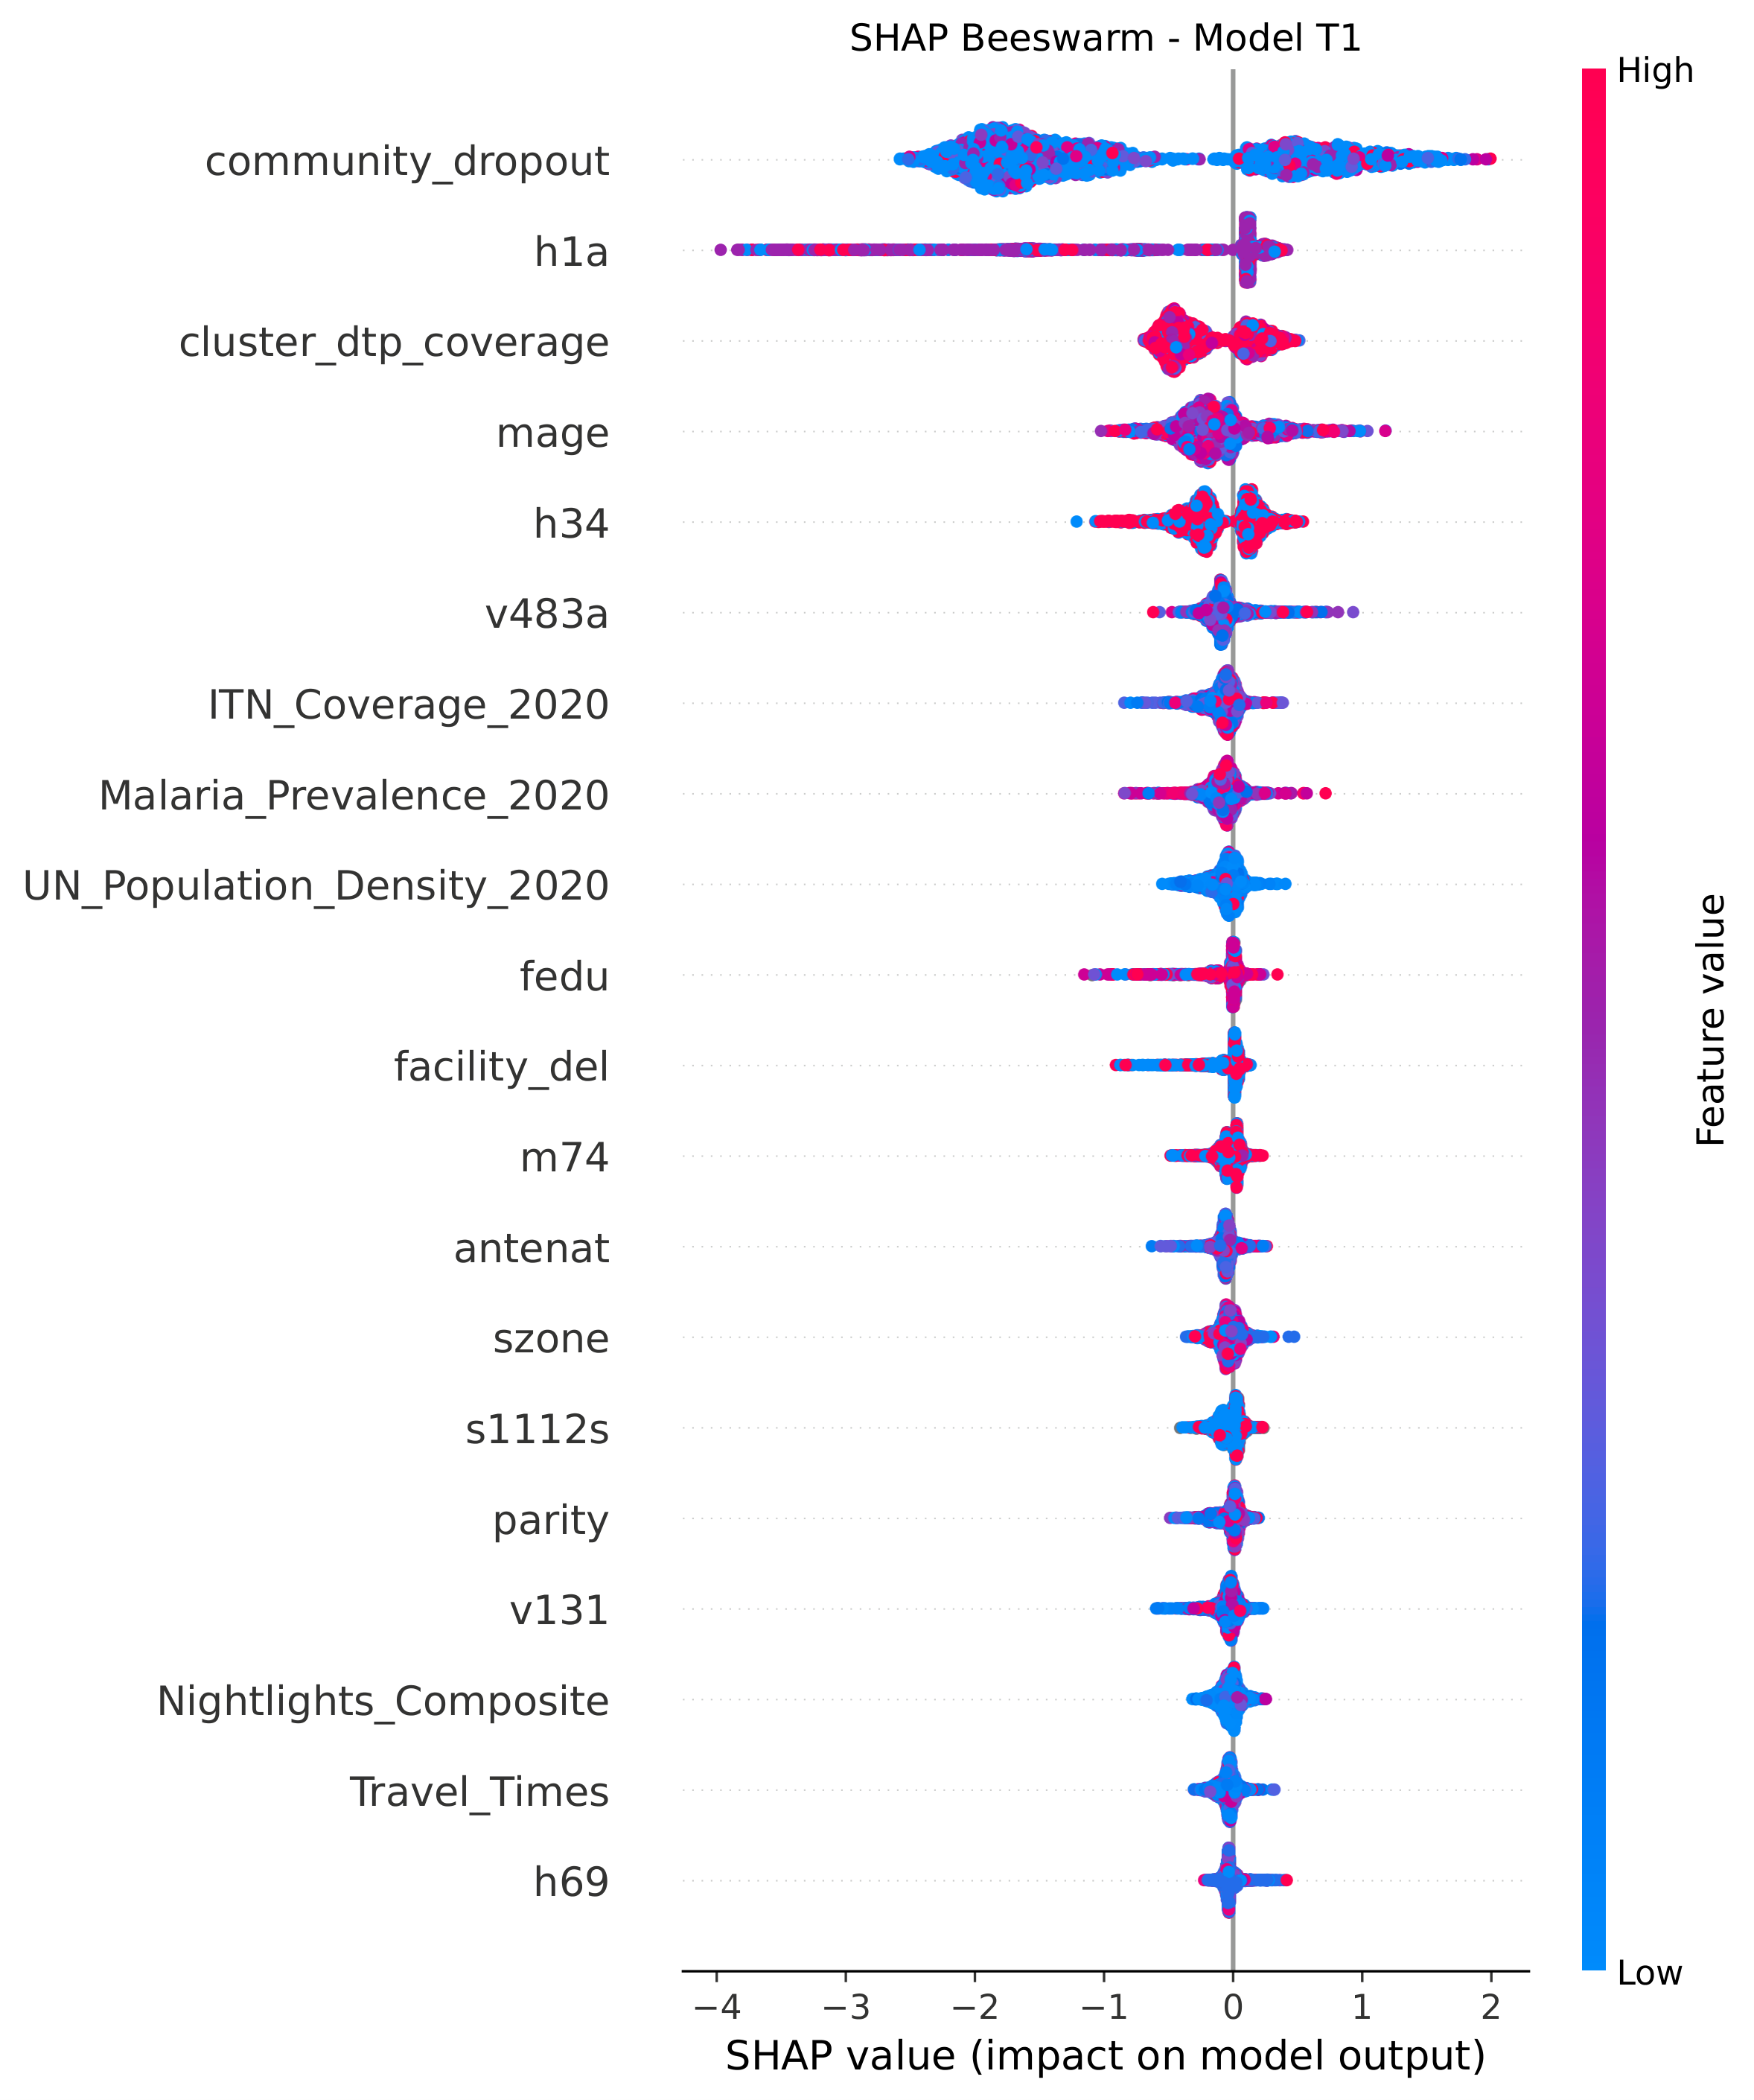 SHAP Beeswarm - Model T1
High
community_dropout
h1a
cluster_dtp_coverage
mage
h34
v483a
ITN_Coverage_2020
Malaria_Prevalence_2020
UN_Population_Density_2020
fedu
facility_del
m74
antenat
szone
s1112s
parity
v131
Nightlights_Composite
Travel_Times
h69
Feature value
Low
−4 −3 −2 −1 0 1 2
SHAP value (impact on model output)